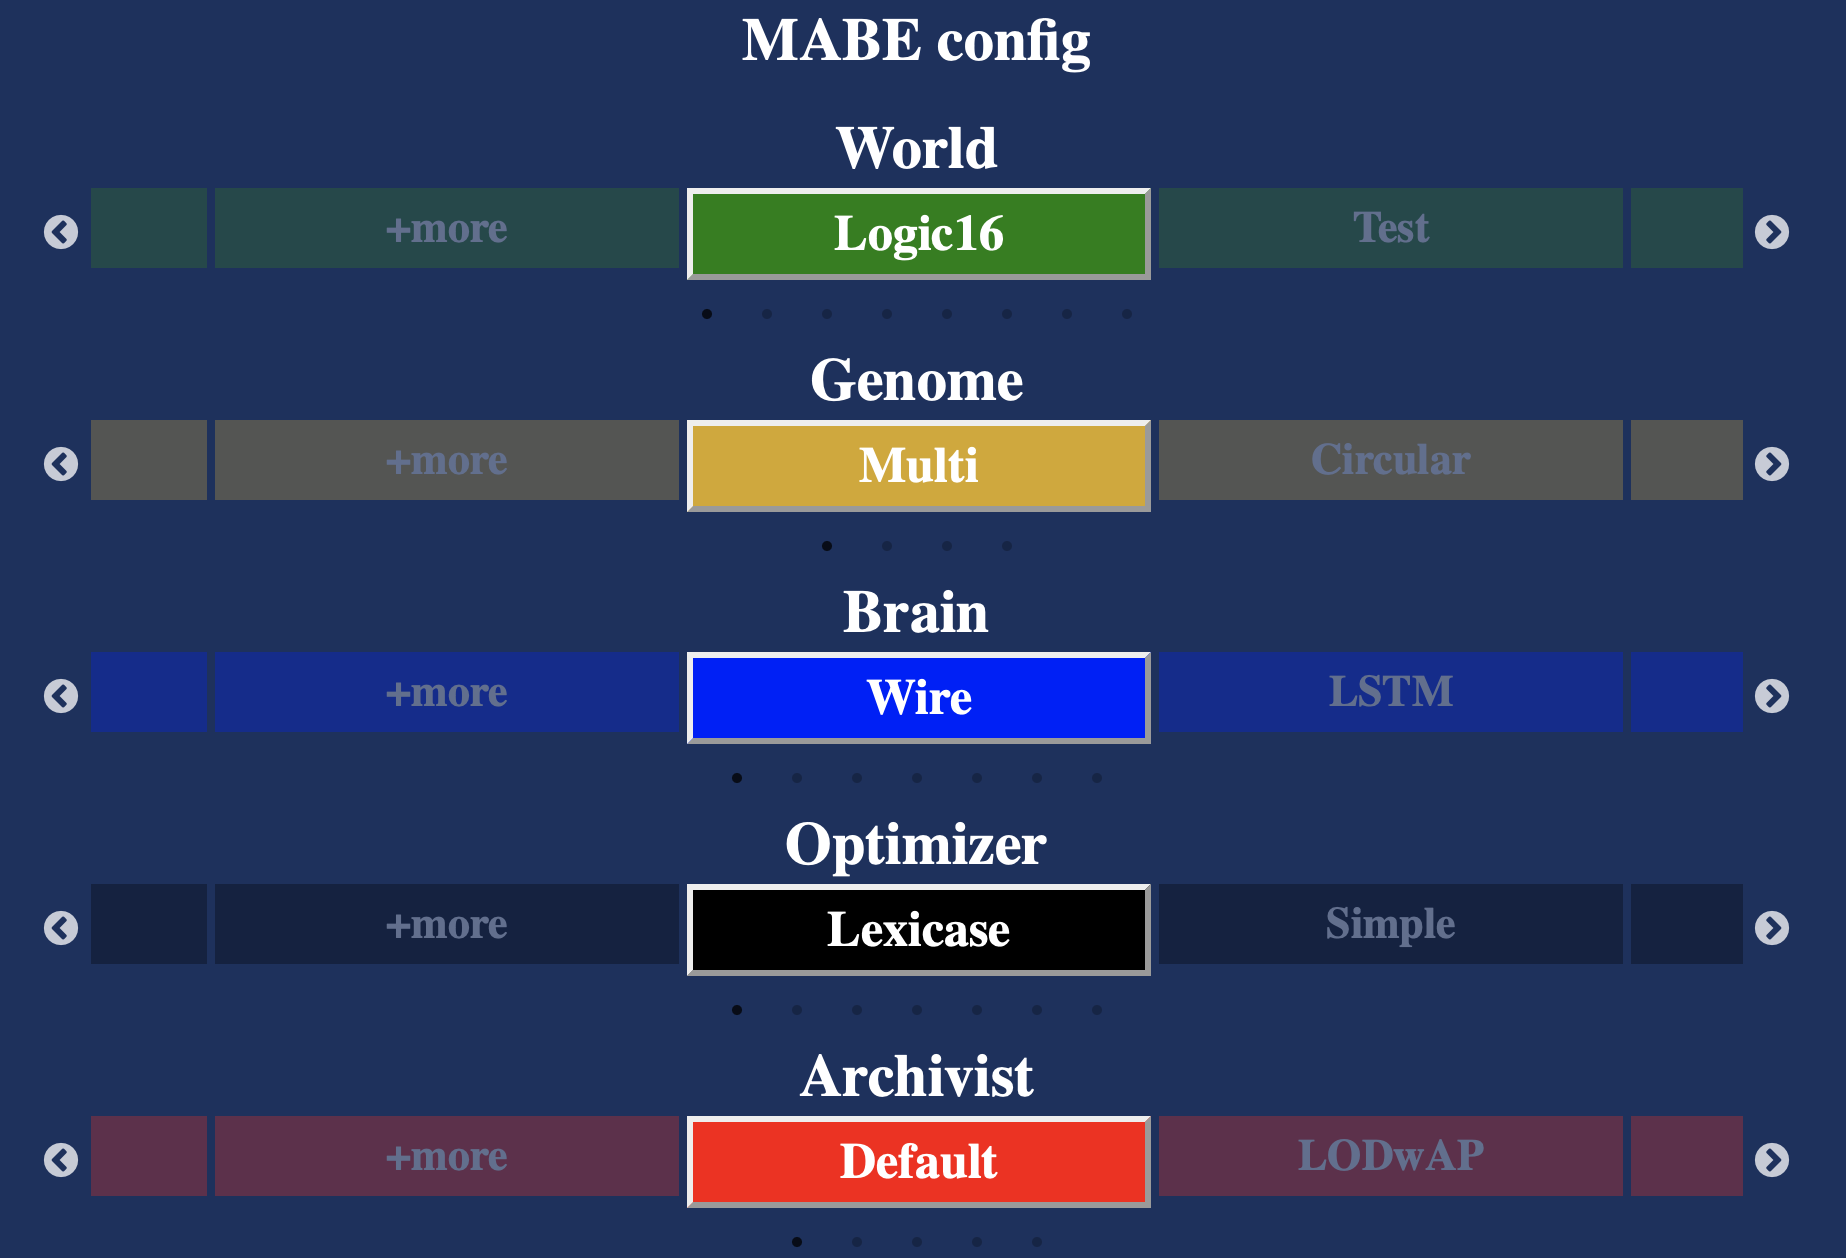 MABE config
World
+more Logic16 Test
Genome
+more Multi Circular
Brain
+more Wire LSTM
Optimizer
+more Lexicase Simple
Archivist
+more Default LODwAP